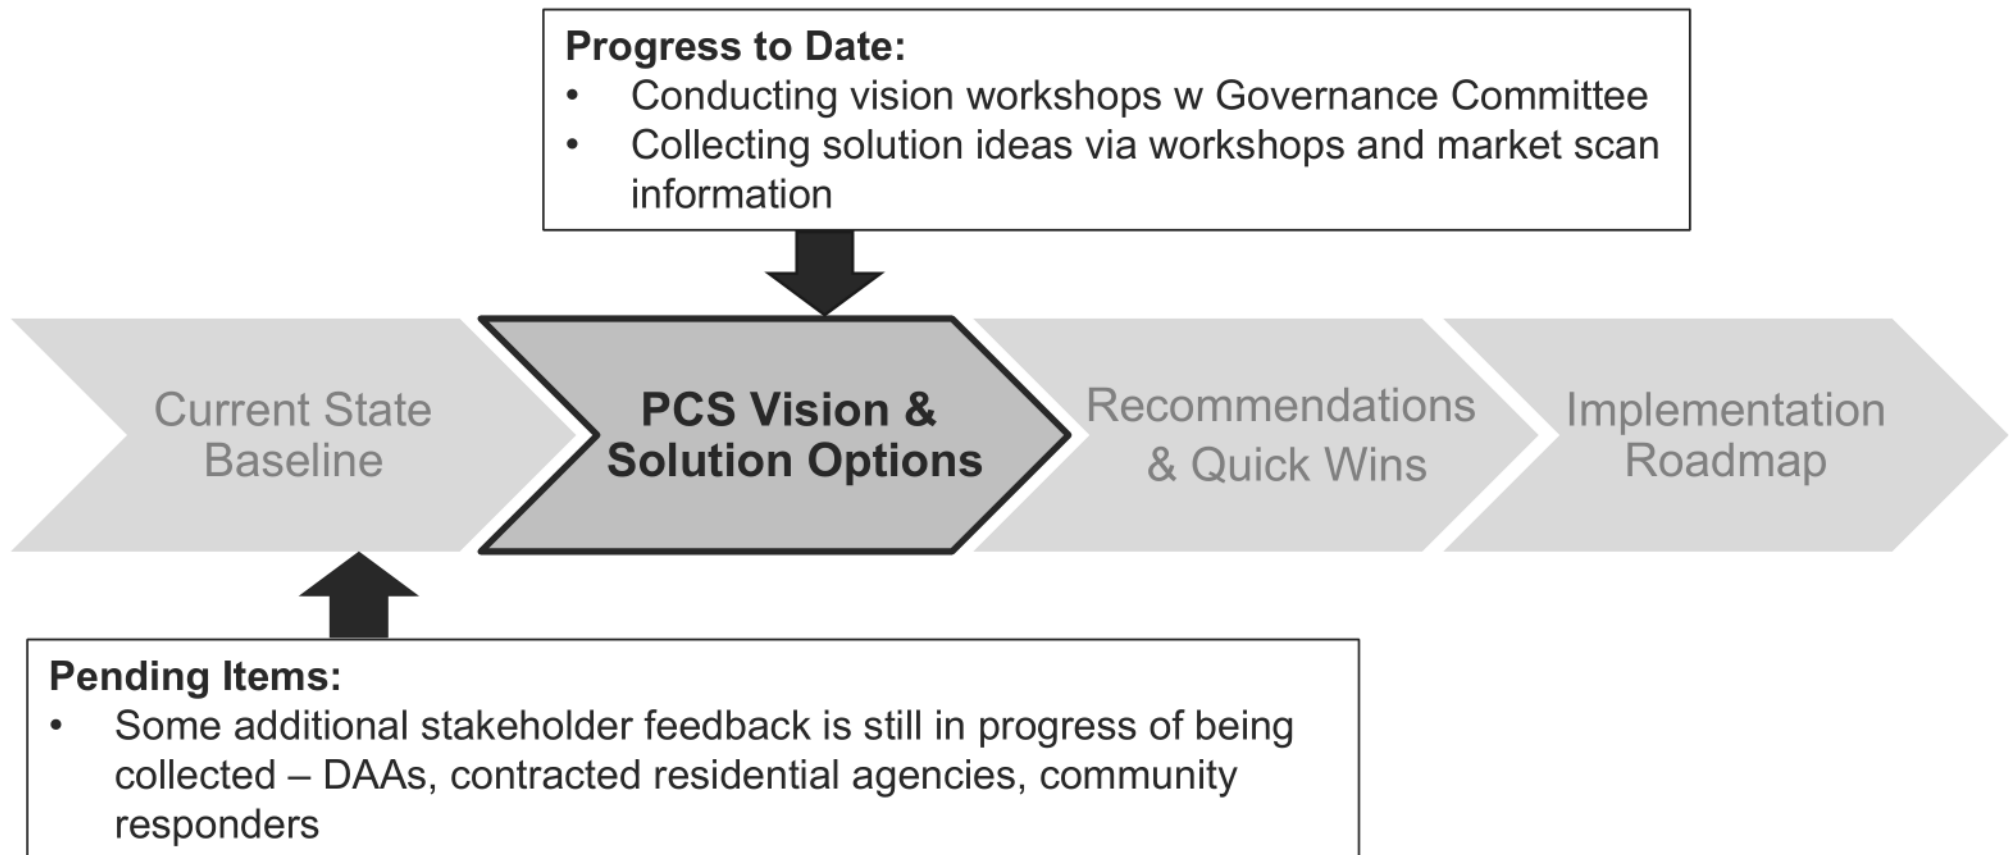 Progress to Date:
• Conducting vision workshops w Governance Committee
• Collecting solution ideas via workshops and market scan
information
Current State
Baseline
PCS Vision &
Solution Options
Recommendations
& Quick Wins
Implementation
Roadmap
Pending Items:
• Some additional stakeholder feedback is still in progress of being
collected – DAAs, contracted residential agencies, community
responders